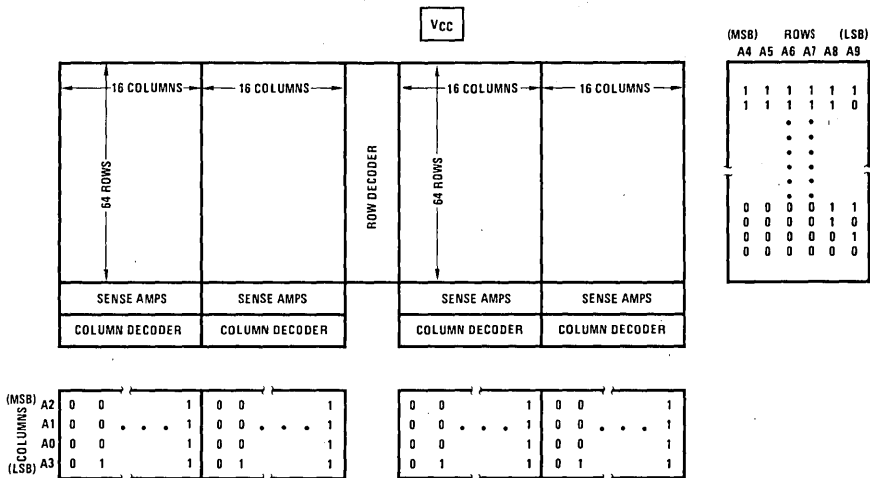 VCC
(MSB) ROWS (LSB)
A4 A5 A6 A7 A8 A9
1 1 1 1 1 1
1 1 1 1 1 0
0 0 0 0 1 1
0 0 0 0 1 0
0 0 0 0 0 1
0 0 0 0 0 0
16 COLUMNS 16 COLUMNS 16 COLUMNS 16 COLUMNS
64 ROWS
ROW DECODER
64 ROWS
SENSE AMPS SENSE AMPS SENSE AMPS SENSE AMPS
COLUMN DECODER COLUMN DECODER COLUMN DECODER COLUMN DECODER
COLUMNS
(MSB) A2 0 0 1 0 0 1 0 0 1 0 0 1
A1 0 0 . . . 1 0 0 . . . 1 0 0 . . . 1 0 0 . . . 1
A0 0 0 1 0 0 1 0 0 1 0 0 1
(LSB) A3 0 1 1 0 1 1 0 1 1 0 1 1